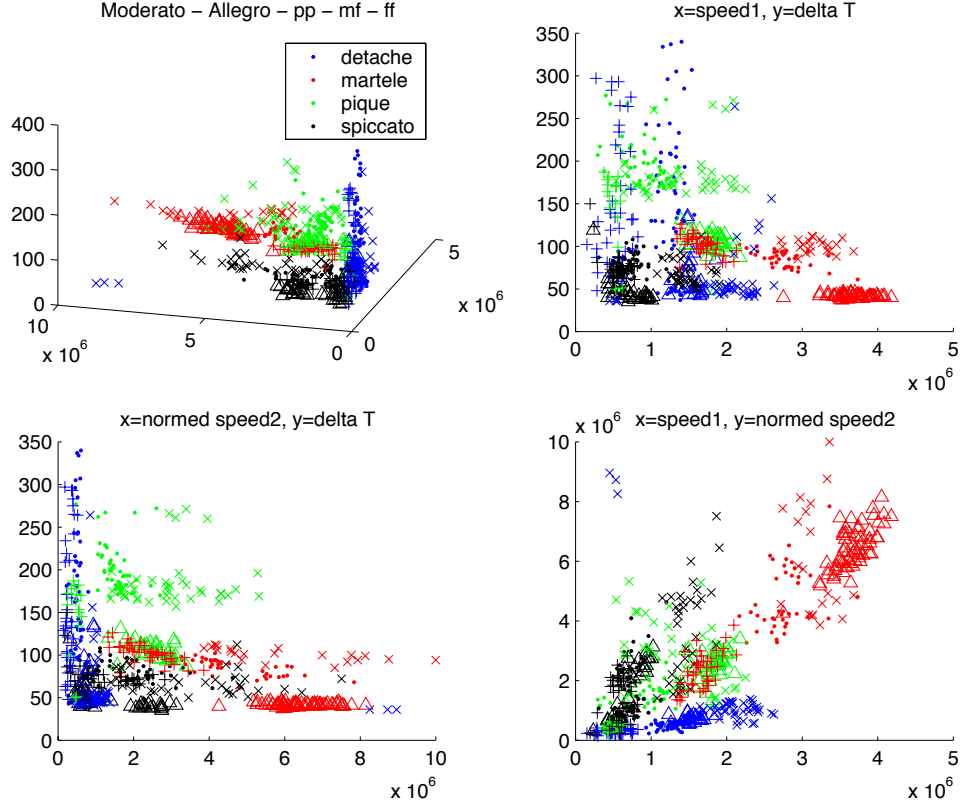 Moderato − Allegro − pp − mf − ff
detache
martele
pique
spiccato
400
300
200
100
0
10
5
0
x 10^6
0
5
x 10^6
x=speed1, y=delta T
350
300
250
200
150
100
50
0
0 1 2 3 4 5
x 10^6
x=normed speed2, y=delta T
350
300
250
200
150
100
50
0
0 2 4 6 8 10
x 10^6
x=speed1, y=normed speed2
x 10^6
10
8
6
4
2
0
0 1 2 3 4 5
x 10^6